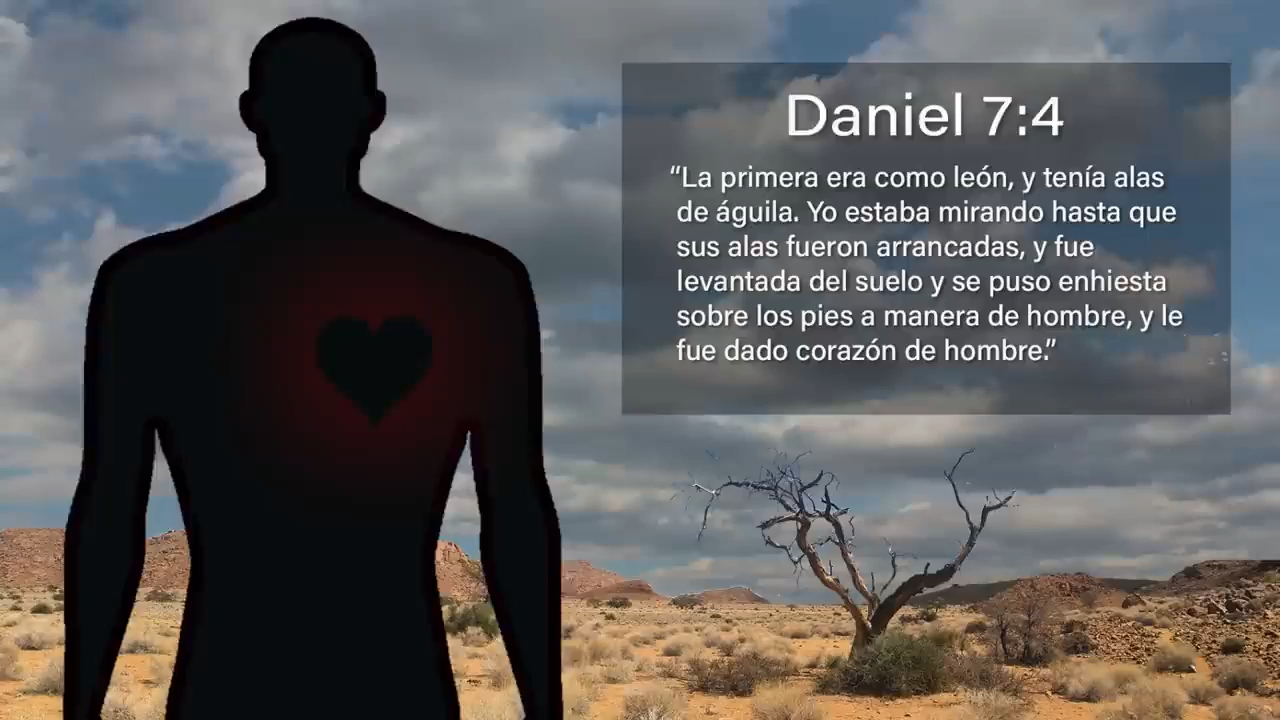 Daniel 7:4
“La primera era como león, y tenía alas
de águila. Yo estaba mirando hasta que
sus alas fueron arrancadas, y fue
levantada del suelo y se puso enhiesta
sobre los pies a manera de hombre, y le
fue dado corazón de hombre.”